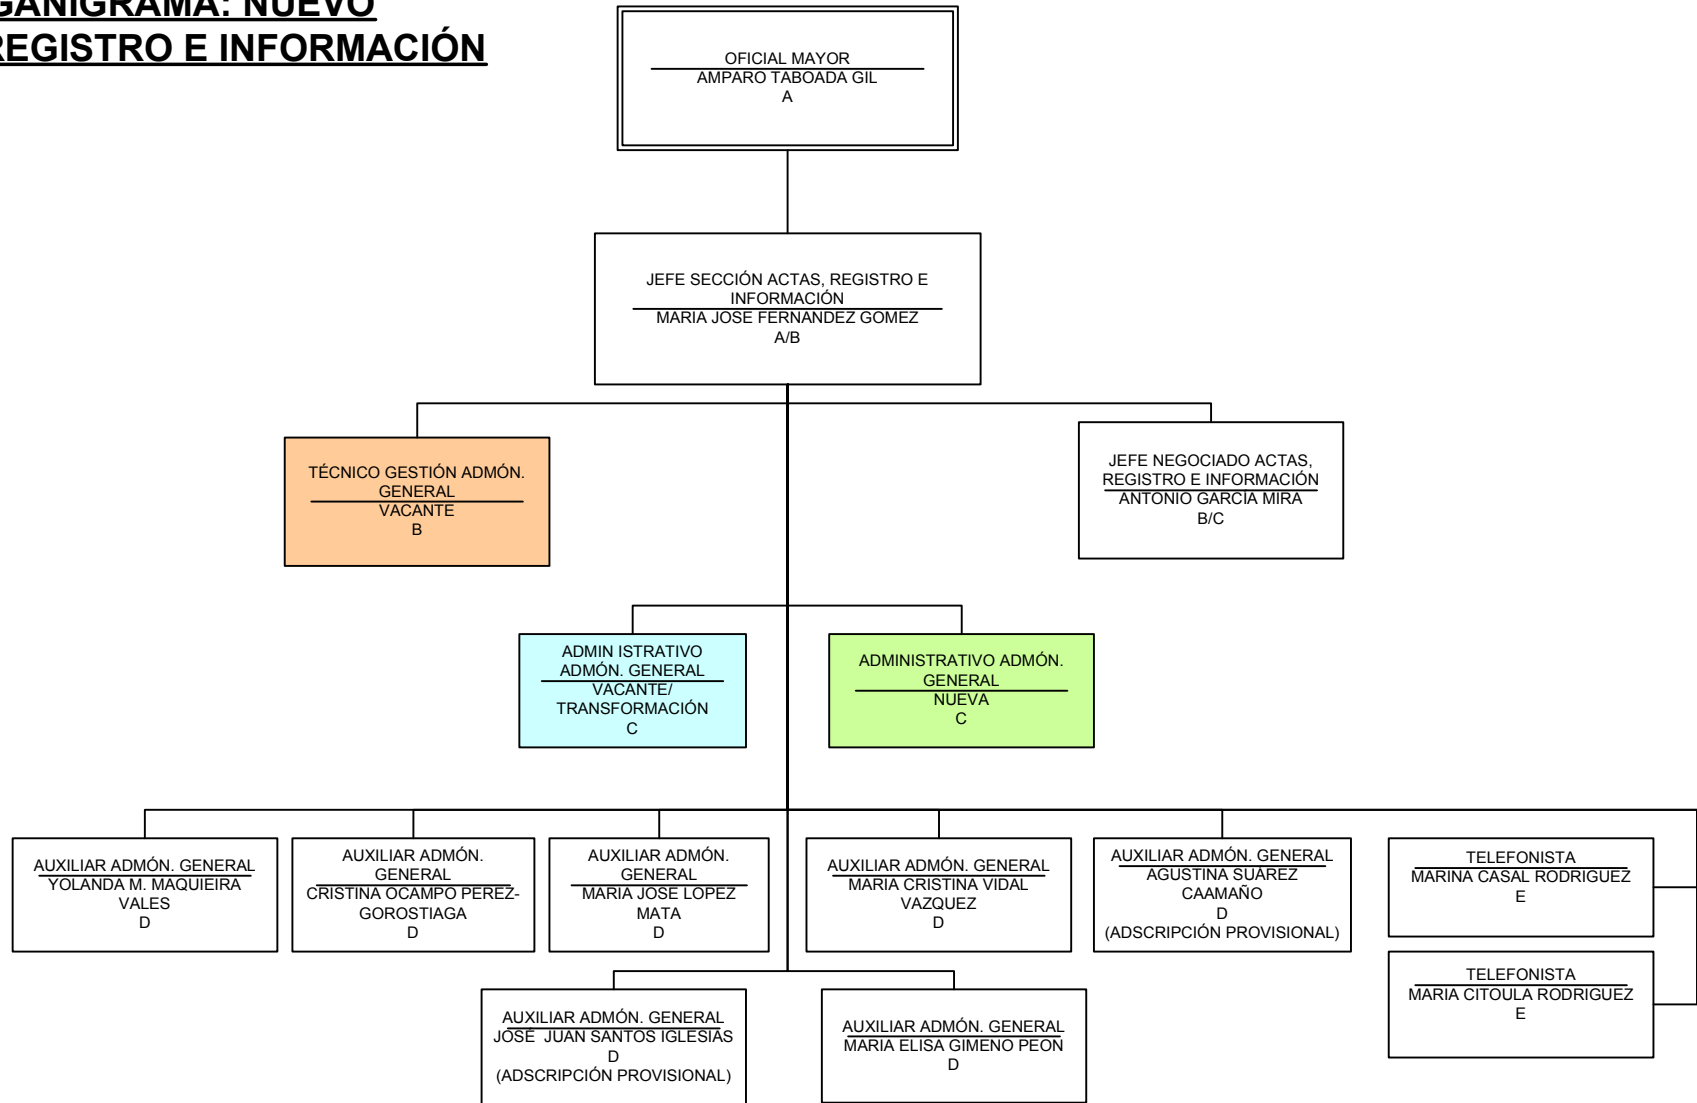 GANIGRAMA: NUEVO
REGISTRO E INFORMACIÓN
OFICIAL MAYOR
AMPARO TABOADA GIL
A
JEFE SECCIÓN ACTAS, REGISTRO E
INFORMACIÓN
MARIA JOSE FERNANDEZ GOMEZ
A/B
TÉCNICO GESTIÓN ADMÓN.
GENERAL
VACANTE
B
JEFE NEGOCIADO ACTAS,
REGISTRO E INFORMACIÓN
ANTONIO GARCIA MIRA
B/C
ADMIN ISTRATIVO
ADMÓN. GENERAL
VACANTE/
TRANSFORMACIÓN
C
ADMINISTRATIVO ADMÓN.
GENERAL
NUEVA
C
AUXILIAR ADMÓN. GENERAL
YOLANDA M. MAQUIEIRA
VALES
D
AUXILIAR ADMÓN.
GENERAL
CRISTINA OCAMPO PEREZ-
GOROSTIAGA
D
AUXILIAR ADMÓN.
GENERAL
MARIA JOSE LOPEZ
MATA
D
AUXILIAR ADMÓN. GENERAL
MARIA CRISTINA VIDAL
VAZQUEZ
D
AUXILIAR ADMÓN. GENERAL
AGUSTINA SUÁREZ
CAAMAÑO
D
(ADSCRIPCIÓN PROVISIONAL)
TELEFONISTA
MARINA CASAL RODRIGUEZ
E
TELEFONISTA
MARIA CITOULA RODRIGUEZ
E
AUXILIAR ADMÓN. GENERAL
JOSÉ JUAN SANTOS IGLESIAS
D
(ADSCRIPCIÓN PROVISIONAL)
AUXILIAR ADMÓN. GENERAL
MARIA ELISA GIMENO PEON
D